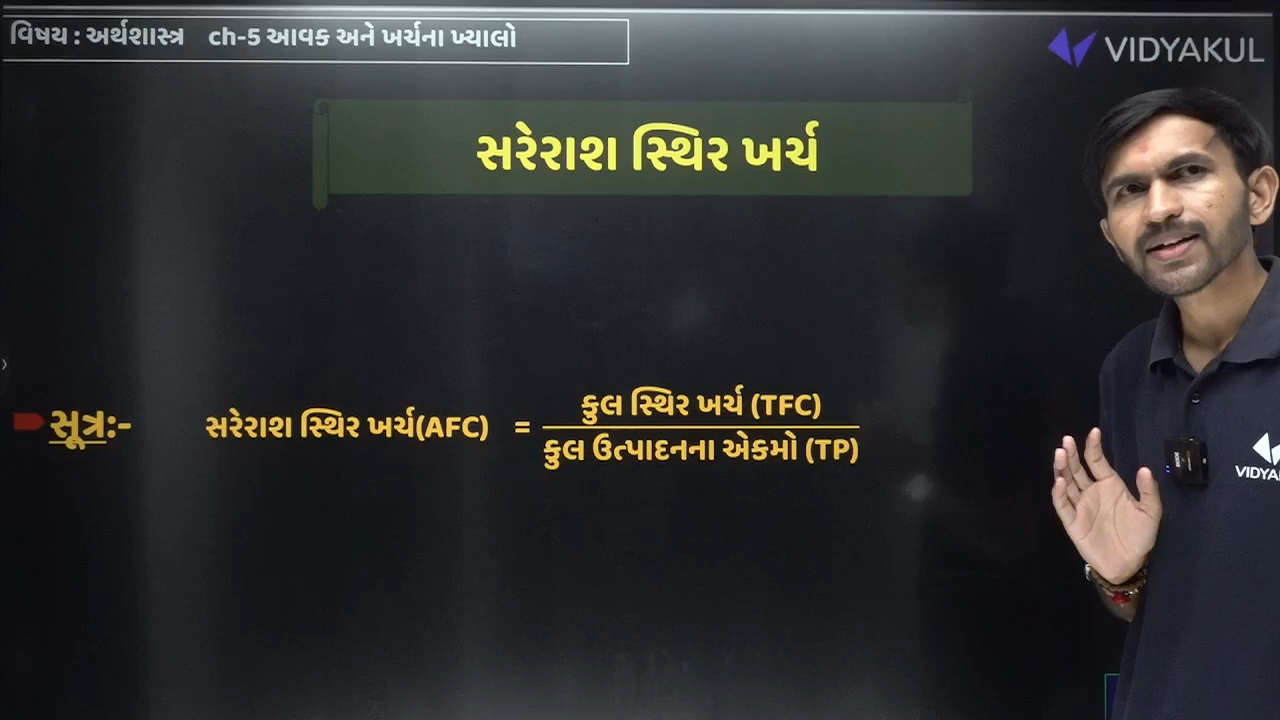 વિષય : અર્થશાસ્ત્ર ch-5 આવક અને ખર્ચના ખ્યાલો
VIDYAKUL
સરેરાશ સ્થિર ખર્ચ
સૂત્ર:- સરેરાશ સ્થિર ખર્ચ(AFC) = કુલ સ્થિર ખર્ચ (TFC)
કુલ ઉત્પાદનના એકમો (TP)
VIDYA